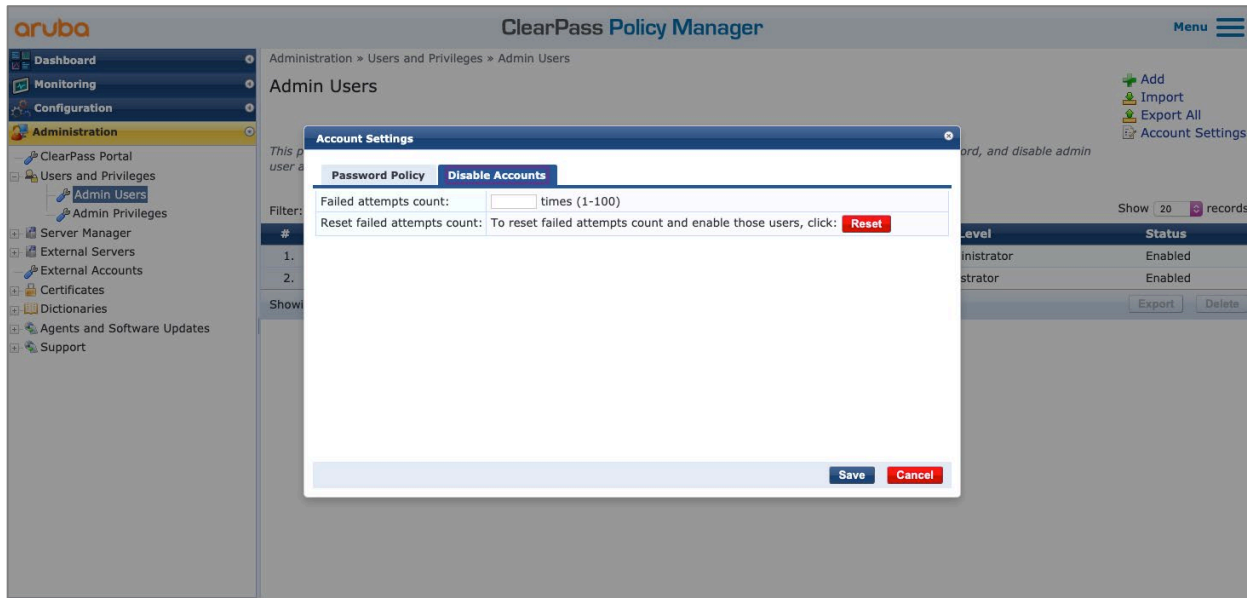 aruba
ClearPass Policy Manager
Menu
Dashboard
Monitoring
Configuration
Administration
ClearPass Portal
Users and Privileges
Admin Users
Admin Privileges
Server Manager
External Servers
External Accounts
Certificates
Dictionaries
Agents and Software Updates
Support
Administration » Users and Privileges » Admin Users
Admin Users
Add
Import
Export All
Account Settings
This p
ord, and disable admin
user a
Filter:
Show 20 records
# Level Status
1. inistrator Enabled
2. strator Enabled
Showi
Export Delete
Account Settings
Password Policy Disable Accounts
Failed attempts count: times (1-100)
Reset failed attempts count: To reset failed attempts count and enable those users, click: Reset
Save Cancel